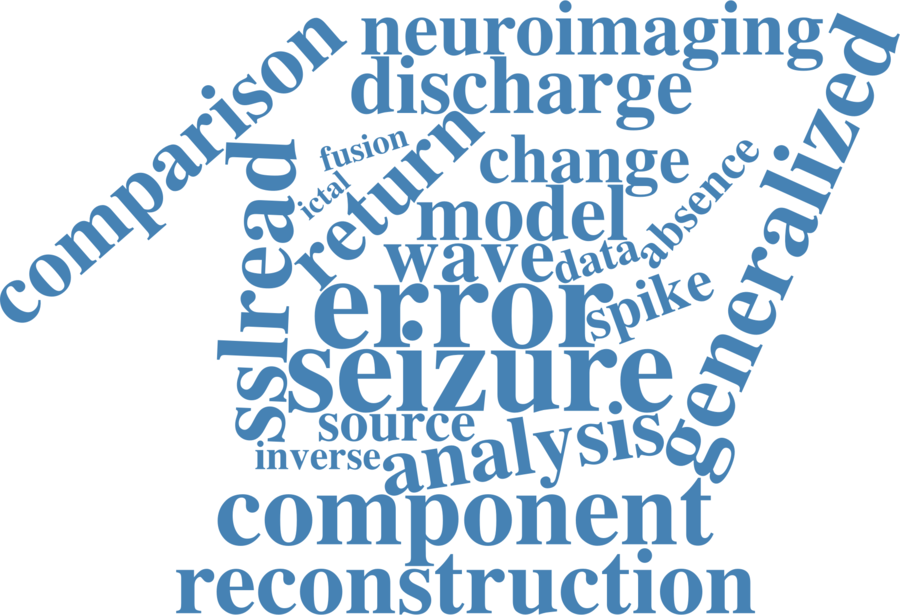 neuroimaging
comparison
discharge
generalized
fusion
return
change
ictal
absence
sslread
model
wave
data
error
spike
seizure
source
analysis
inverse
component
reconstruction